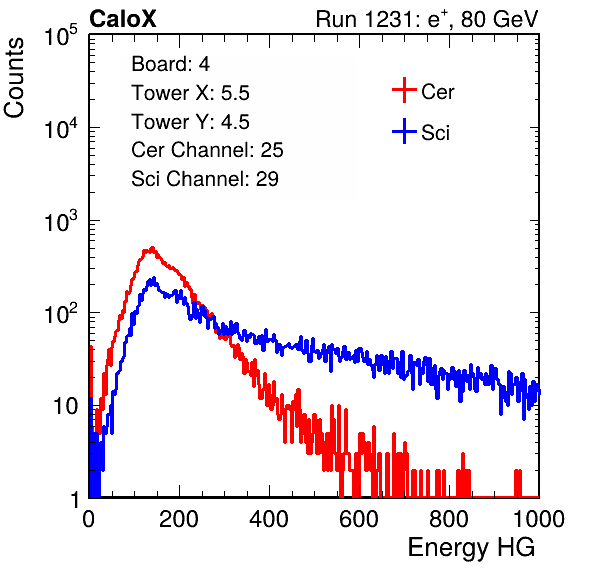 CaloX Run 1231: e⁺, 80 GeV
Counts
Board: 4
Tower X: 5.5
Tower Y: 4.5
Cer Channel: 25
Sci Channel: 29
Cer
Sci
10⁵
10⁴
10³
10²
10
1
0 200 400 600 800 1000
Energy HG